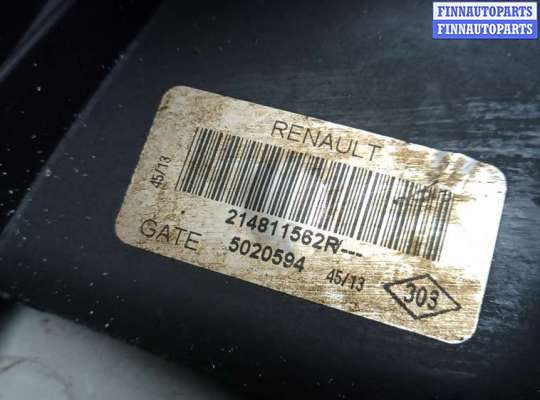 FINNAUTOPARTS
FINNAUTOPARTS
RENAULT
45/13
214811562R/---
GATE 5020594 45/13 303